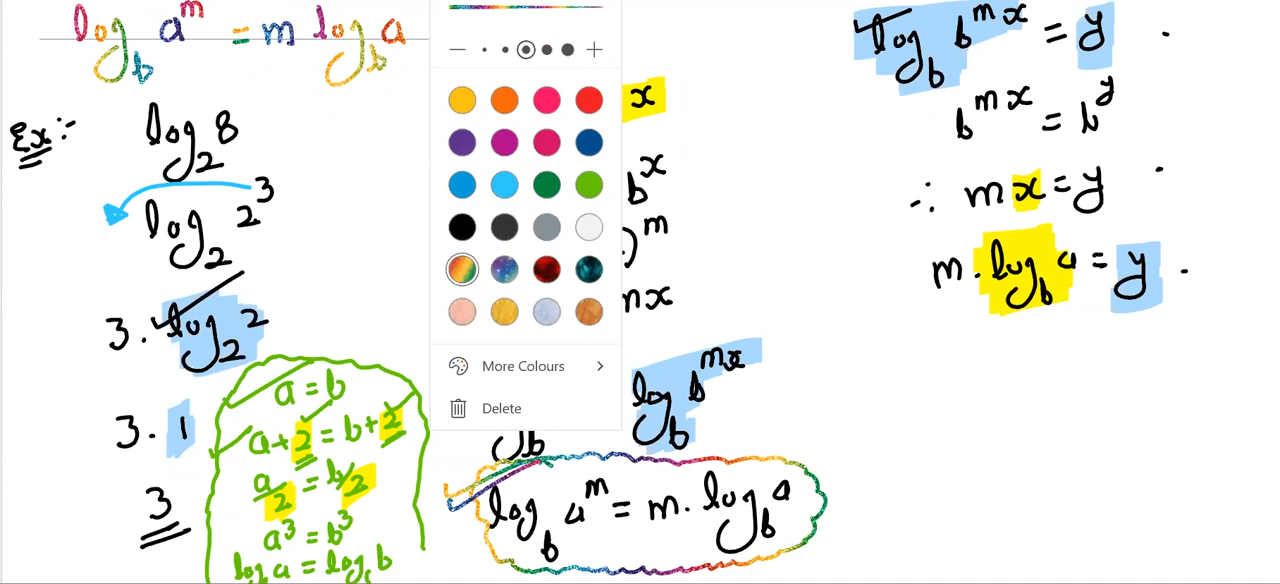 log_b a^m = m log_b a
Ex:-
log_2 8
log_2 2^3
3. log_2 2
3. 1
3
a = b
a+2 = b+2
a/2 = b/2
a^3 = b^3
log a = log_c b
More Colours
Delete
x
b^x
)^m
mx
log_b b^mx
log_b a^m = m. log_b a
log_b b^mx = y
b^mx = b^y
∴ mx = y
m. log_b a = y